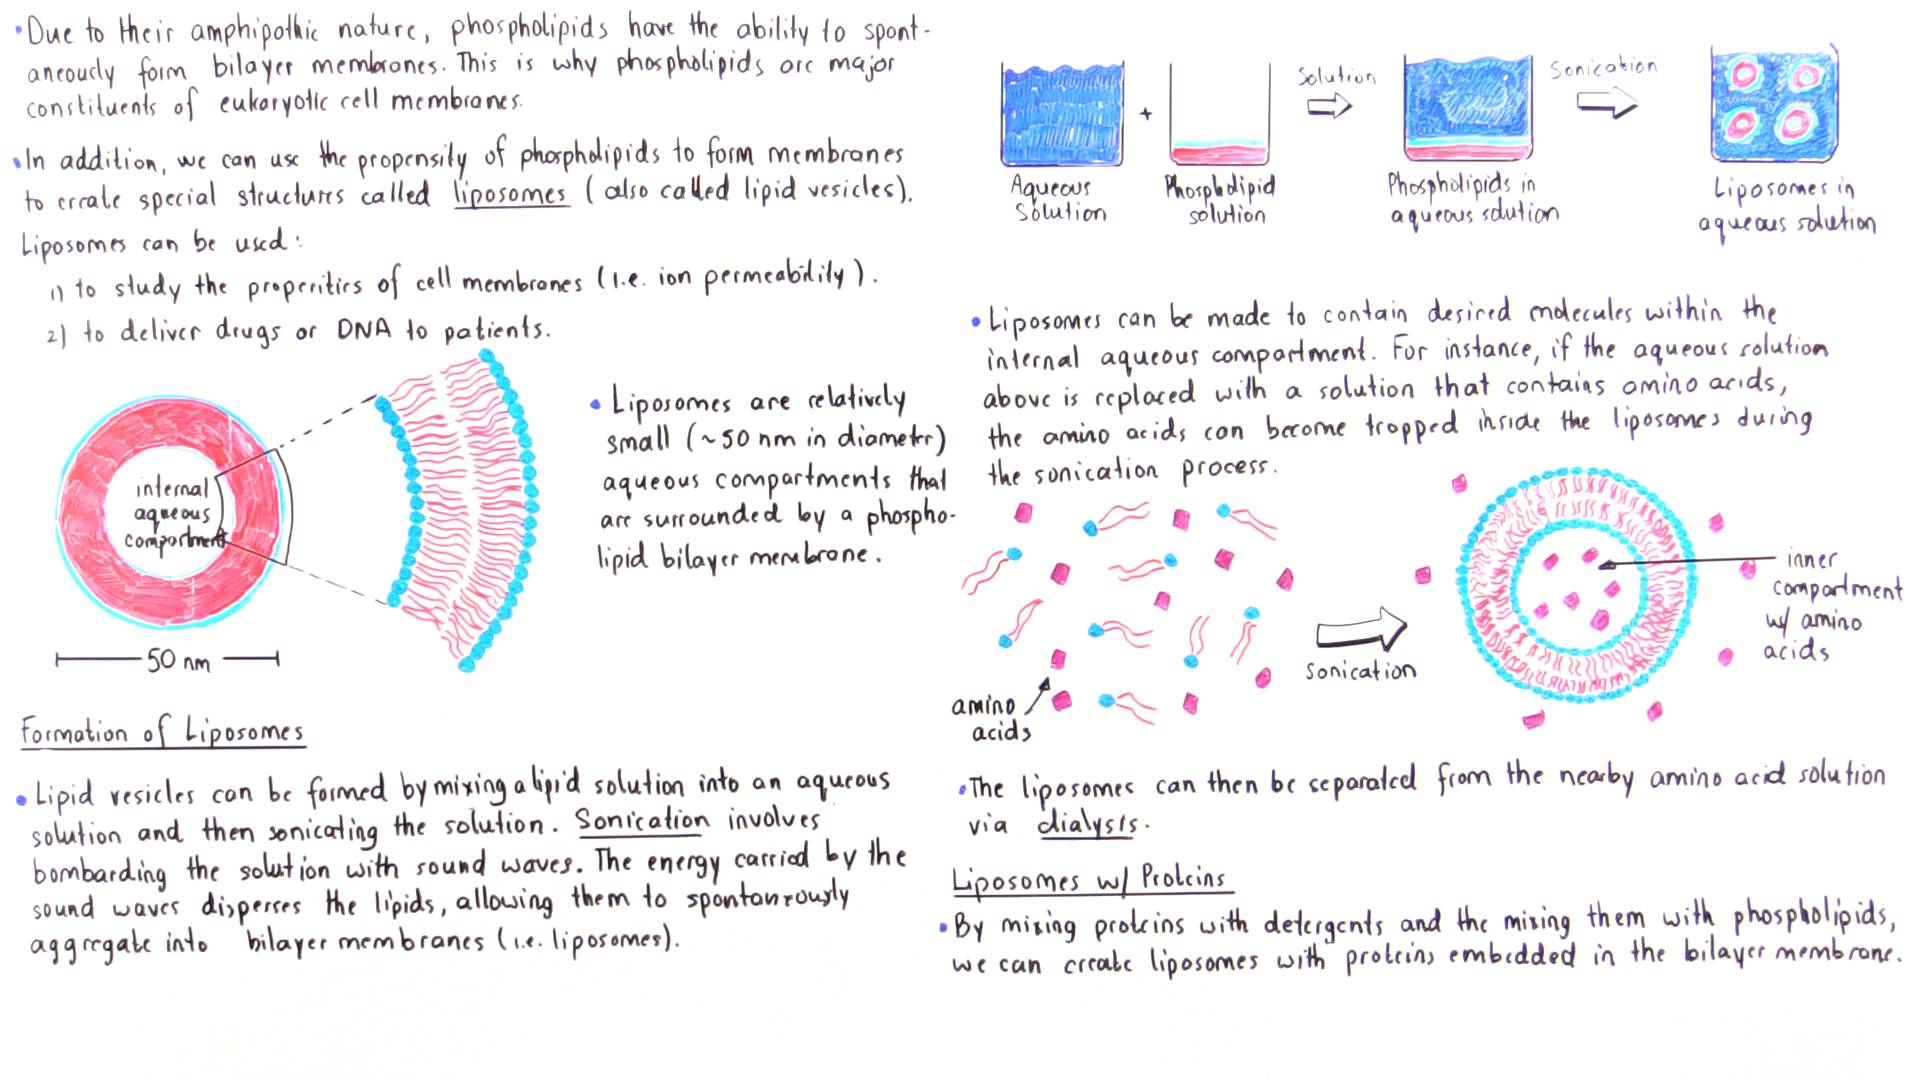 •Due to their amphipathic nature, phospholipids have the ability to spont-
aneously form bilayer membranes. This is why phospholipids are major
constituents of eukaryotic cell membranes.
•In addition, we can use the propensity of phospholipids to form membranes
to create special structures called liposomes (also called lipid vesicles).
Liposomes can be used:
1) to study the properities of cell membranes (i.e. ion permeability).
2) to deliver drugs or DNA to patients.
internal
aqueous
compartment
50 nm
• Liposomes are relatively
small (~50 nm in diameter)
aqueous compartments that
are surrounded by a phospho-
lipid bilayer membrane.
Formation of Liposomes
• Lipid vesicles can be formed by mixing a lipid solution into an aqueous
solution and then sonicating the solution. Sonication involves
bombarding the solution with sound waves. The energy carried by the
sound waves disperses the lipids, allowing them to spontaneously
aggregate into bilayer membranes (i.e. liposomes).
+
Solution
Sonication
Aqueous
Solution
Phospholipid
solution
Phospholipids in
aqueous solution
Liposomes in
aqueous solution
• Liposomes can be made to contain desired molecules within the
internal aqueous compartment. For instance, if the aqueous solution
above is replaced with a solution that contains amino acids,
the amino acids can become trapped inside the liposomes during
the sonication process.
amino
acids
sonication
inner
compartment
w/ amino
acids
•The liposomes can then be separated from the nearby amino acid solution
via dialysis.
Liposomes w/ Proteins
• By mixing proteins with detergents and the mixing them with phospholipids,
we can create liposomes with proteins embedded in the bilayer membrane.